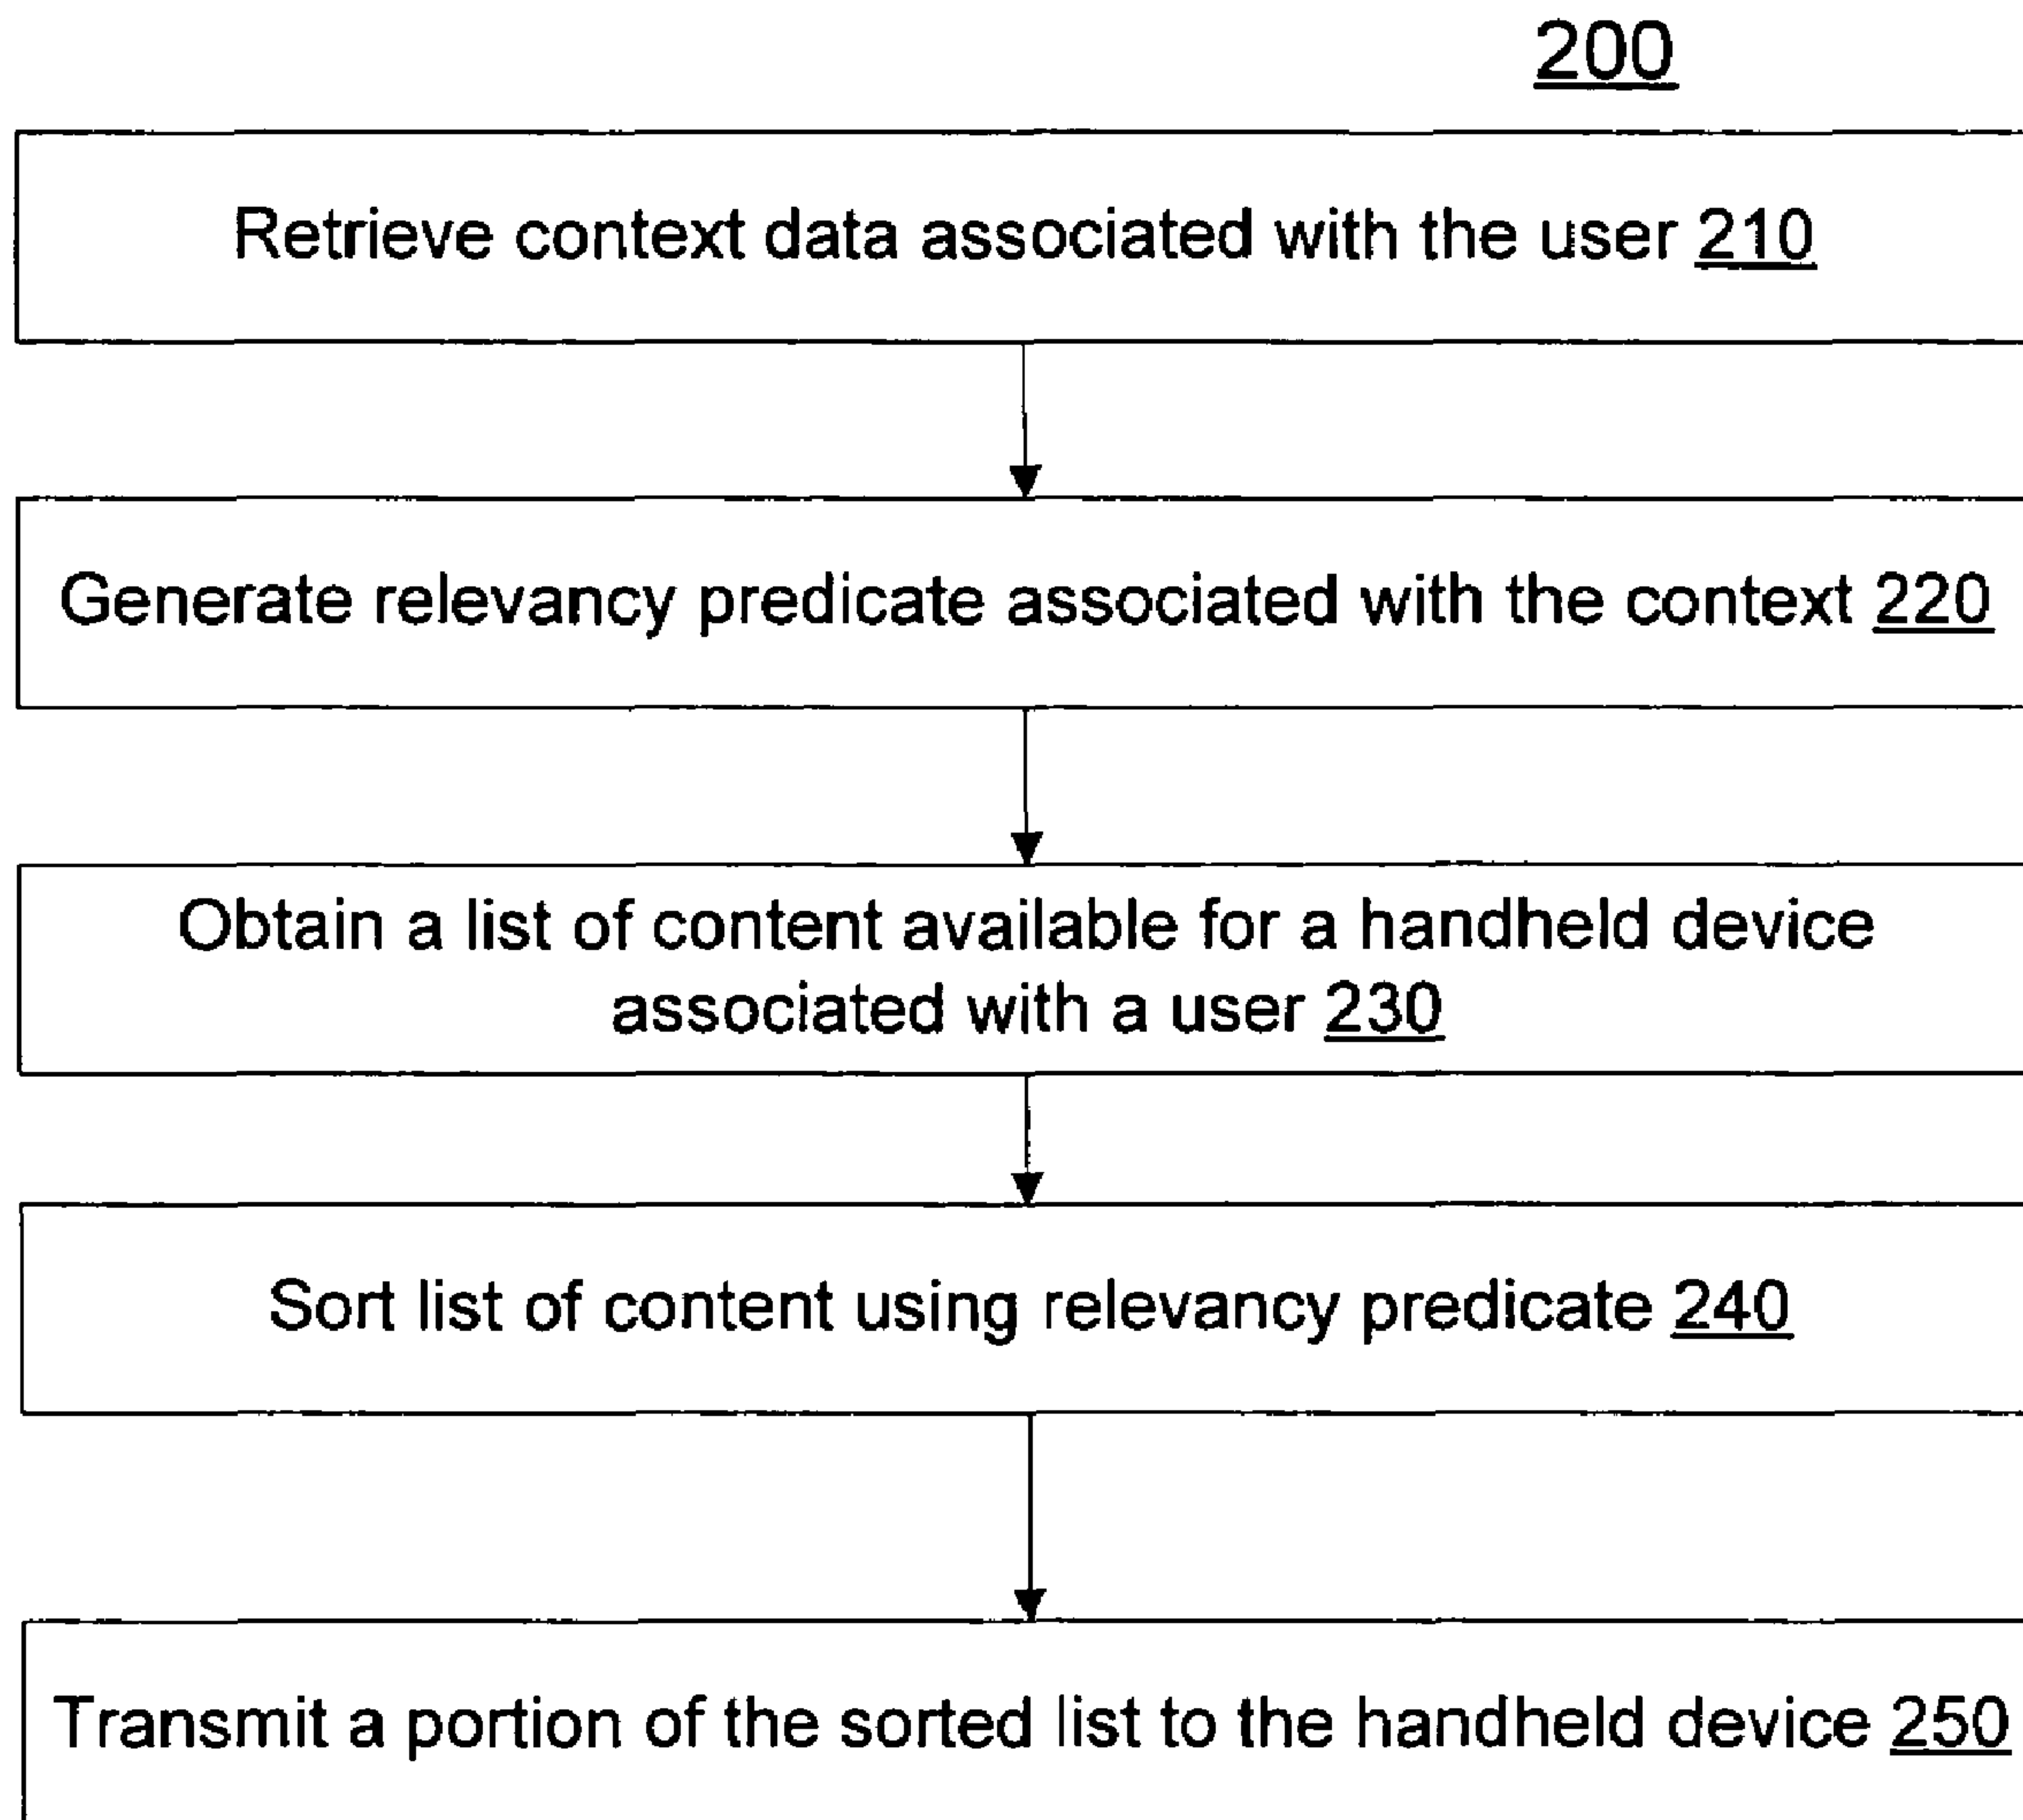 200
Retrieve context data associated with the user 210
Generate relevancy predicate associated with the context 220
Obtain a list of content available for a handheld device
associated with a user 230
Sort list of content using relevancy predicate 240
Transmit a portion of the sorted list to the handheld device 250